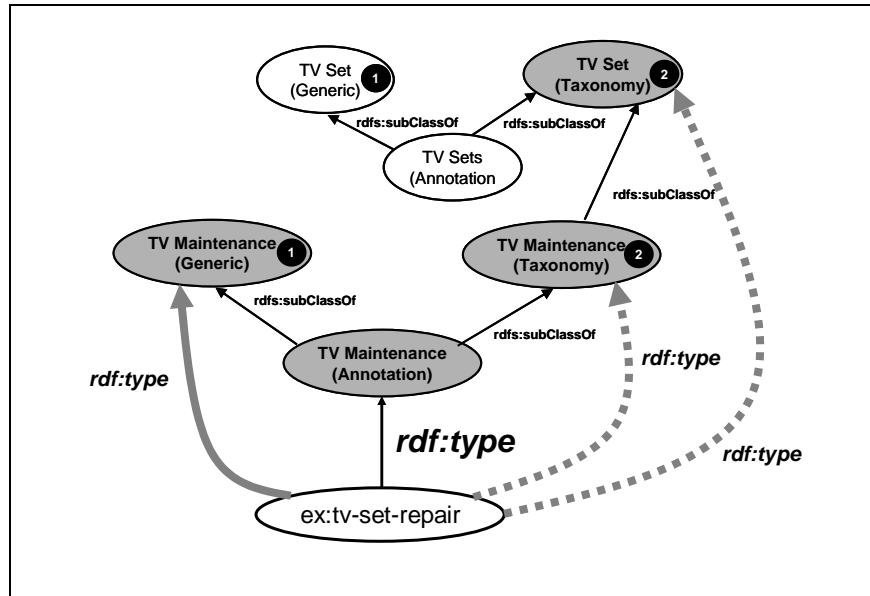 TV Set
(Generic)
1
TV Set
(Taxonomy)
2
rdfs:subClassOf
rdfs:subClassOf
TV Sets
(Annotation
rdfs:subClassOf
TV Maintenance
(Generic)
1
TV Maintenance
(Taxonomy)
2
rdfs:subClassOf
rdfs:subClassOf
TV Maintenance
(Annotation)
rdf:type
rdf:type
rdf:type
rdf:type
ex:tv-set-repair